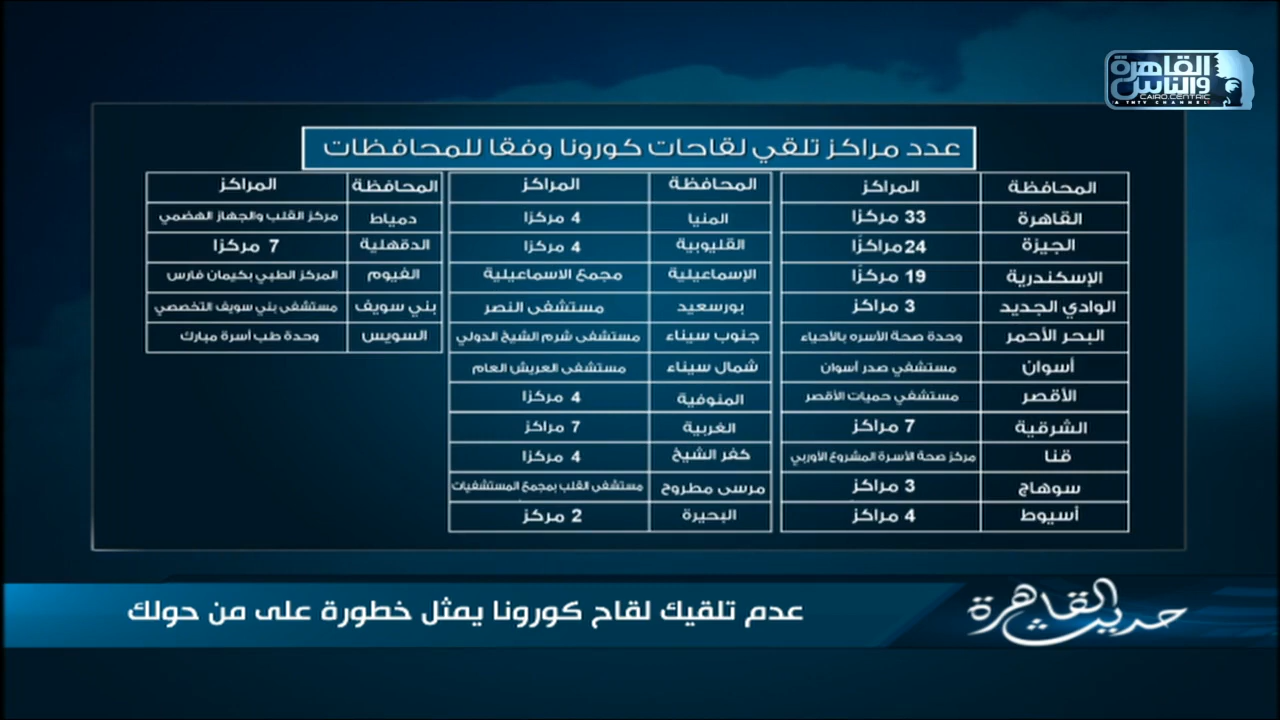 القاهرة
والناس
CAIRO.CENTRIC
A TNTV CHANNEL
عدد مراكز تلقي لقاحات كورونا وفقا للمحافظات
المحافظة المراكز
القاهرة 33 مركزًا
الجيزة 24 مراكزًا
الإسكندرية 19 مركزًا
الوادي الجديد 3 مراكز
البحر الأحمر وحدة صحة الأسره بالأحياء
أسوان مستشفي صدر أسوان
الأقصر مستشفي حميات الأقصر
الشرقية 7 مراكز
قنا مركز صحة الأسرة المشروع الأوربي
سوهاج 3 مراكز
أسيوط 4 مراكز
المحافظة المراكز
المنيا 4 مركزا
القليوبية 4 مركزا
الإسماعيلية مجمع الاسماعيلية
بورسعيد مستشفى النصر
جنوب سيناء مستشفى شرم الشيخ الدولي
شمال سيناء مستشفى العريش العام
المنوفية 4 مركزا
الغربية 7 مراكز
كفر الشيخ 4 مركزا
مرسى مطروح مستشفى القلب بمجمع المستشفيات
البحيرة 2 مركز
المحافظة المراكز
دمياط مركز القلب والجهاز الهضمي
الدقهلية 7 مركزا
الفيوم المركز الطبي بكيمان فارس
بني سويف مستشفى بني سويف التخصصي
السويس وحدة طب أسرة مبارك
حديث القاهرة
عدم تلقيك لقاح كورونا يمثل خطورة على من حولك